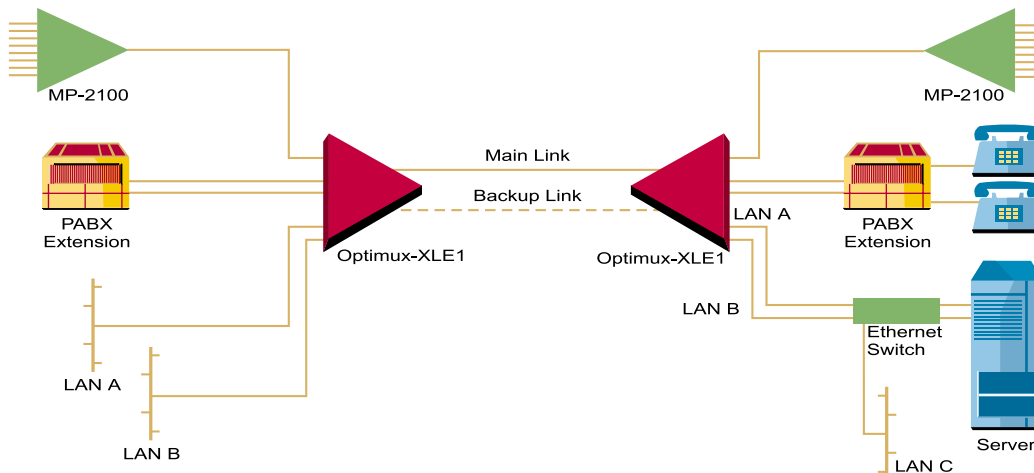 MP-2100
MP-2100
Main Link
Backup Link
PABX
Extension
LAN A
PABX
Extension
Optimux-XLE1
Optimux-XLE1
LAN B
Ethernet
Switch
LAN A
LAN B
LAN C
Server